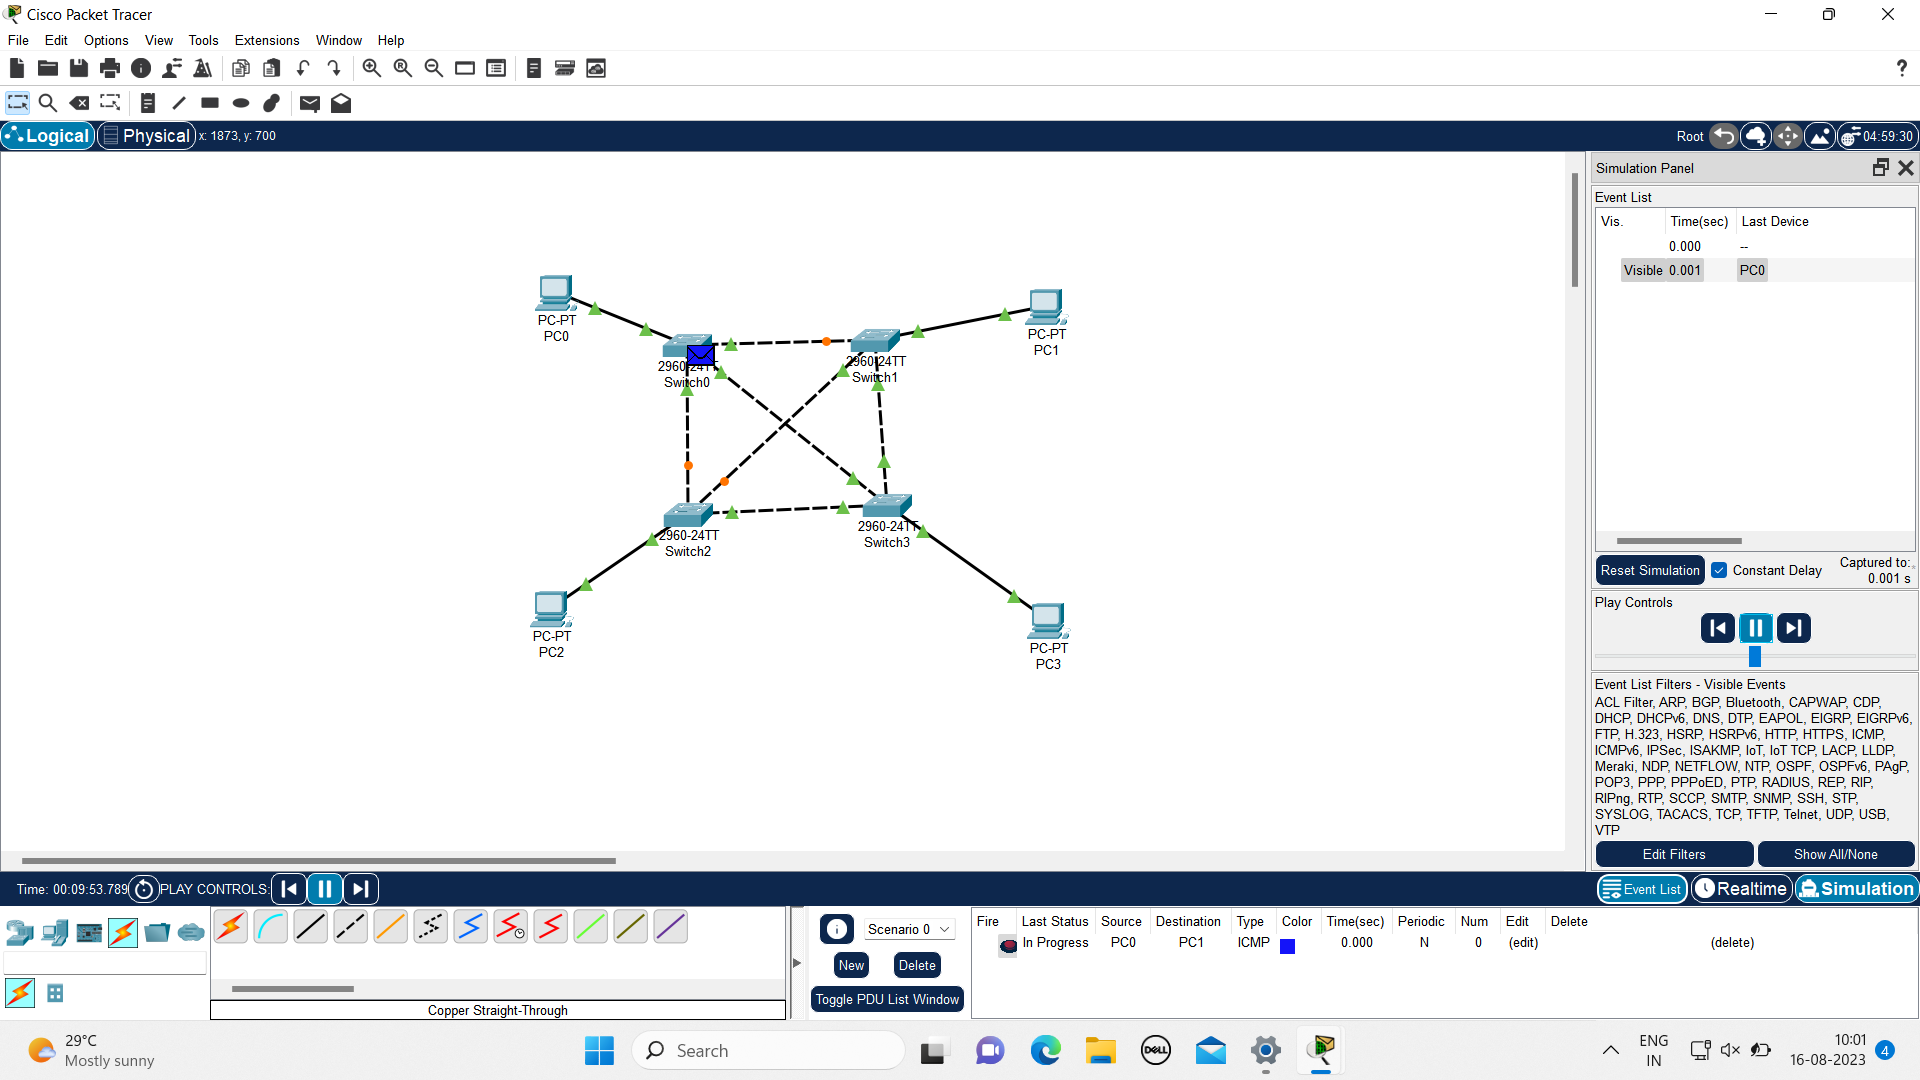 Cisco Packet Tracer
File Edit Options View Tools Extensions Window Help
?
Logical Physical x: 1873, y: 700 Root 04:59:30
Simulation Panel
Event List
Vis. Time(sec) Last Device
0.000 --
Visible 0.001 PC0
PC-PT
PC0
PC-PT
PC1
2960-24TT
Switch0
2960-24TT
Switch1
2960-24TT
Switch2
2960-24TT
Switch3
PC-PT
PC2
PC-PT
PC3
Reset Simulation Constant Delay Captured to:
0.001 s
Play Controls
Event List Filters - Visible Events
ACL Filter, ARP, BGP, Bluetooth, CAPWAP, CDP,
DHCP, DHCPv6, DNS, DTP, EAPOL, EIGRP, EIGRPv6,
FTP, H.323, HSRP, HSRPv6, HTTP, HTTPS, ICMP,
ICMPv6, IPSec, ISAKMP, IoT, IoT TCP, LACP, LLDP,
Meraki, NDP, NETFLOW, NTP, OSPF, OSPFv6, PAgP,
POP3, PPP, PPPoED, PTP, RADIUS, REP, RIP,
RIPng, RTP, SCCP, SMTP, SNMP, SSH, STP,
SYSLOG, TACACS, TCP, TFTP, Telnet, UDP, USB,
VTP
Edit Filters Show All/None
Time: 00:09:53.789 PLAY CONTROLS: Event List Realtime Simulation
Scenario 0
New Delete
Toggle PDU List Window
Fire Last Status Source Destination Type Color Time(sec) Periodic Num Edit Delete
In Progress PC0 PC1 ICMP 0.000 N 0 (edit) (delete)
Copper Straight-Through
29°C
Mostly sunny
Search
DELL
ENG
IN
10:01
16-08-2023
4